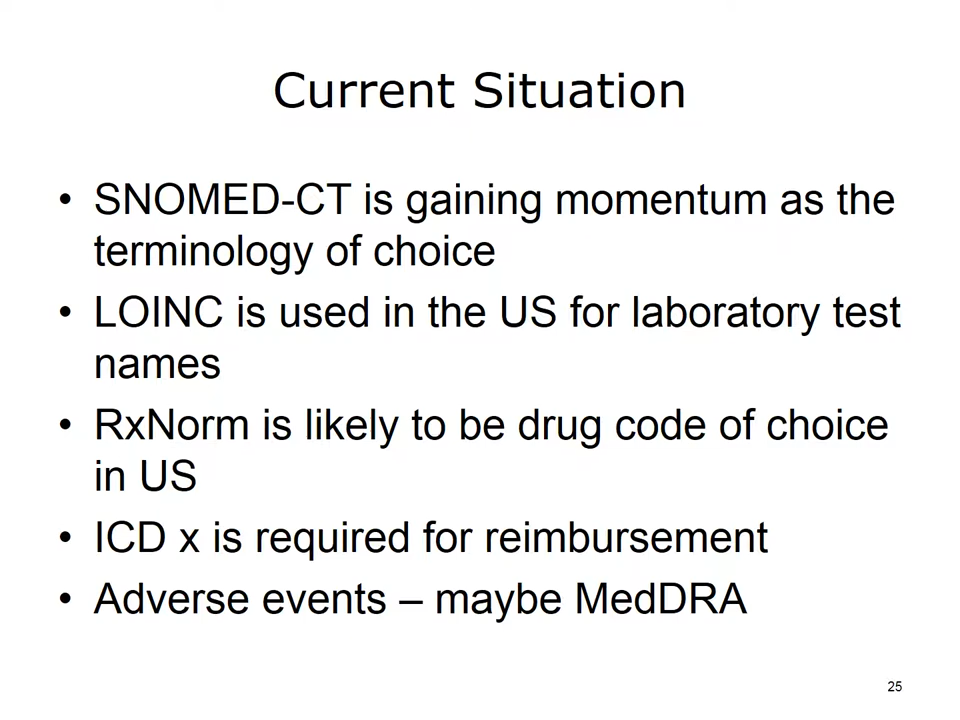 Current Situation
• SNOMED-CT is gaining momentum as the
terminology of choice
• LOINC is used in the US for laboratory test
names
• RxNorm is likely to be drug code of choice
in US
• ICD x is required for reimbursement
• Adverse events – maybe MedDRA
25